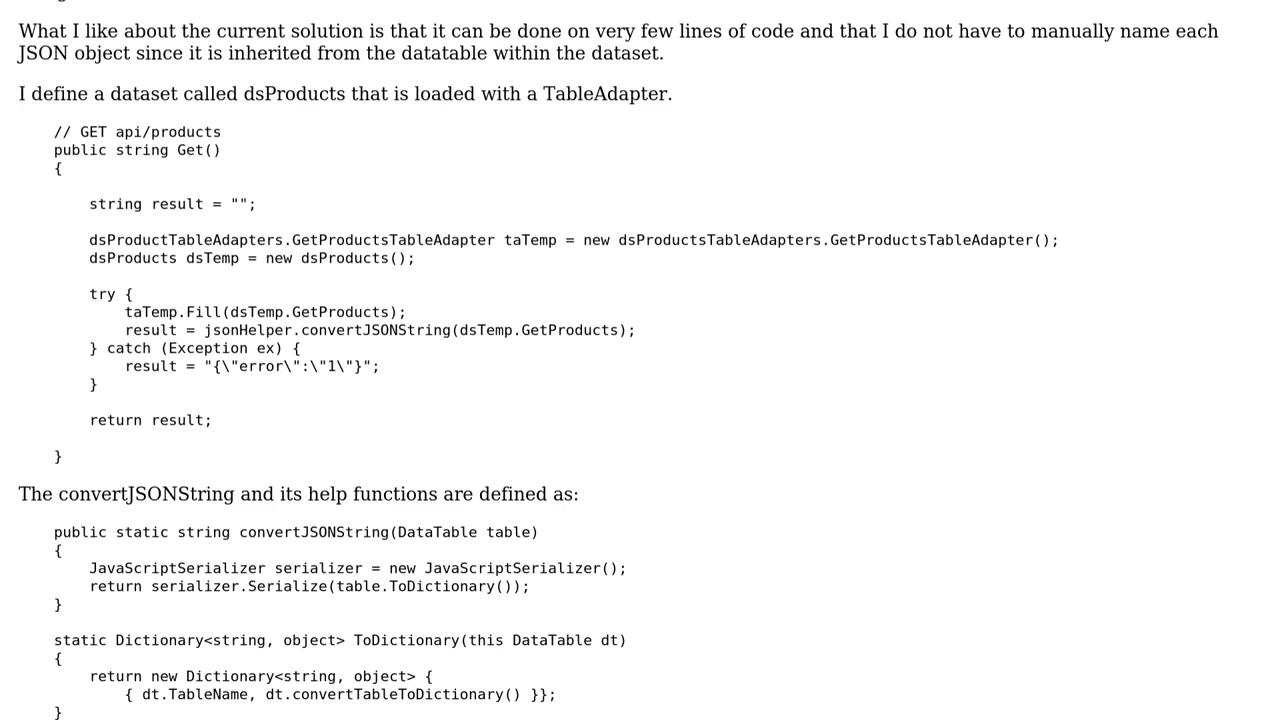 What I like about the current solution is that it can be done on very few lines of code and that I do not have to manually name each
JSON object since it is inherited from the datatable within the dataset.
I define a dataset called dsProducts that is loaded with a TableAdapter.
// GET api/products
public string Get()
{
string result = "";
dsProductTableAdapters.GetProductsTableAdapter taTemp = new dsProductsTableAdapters.GetProductsTableAdapter();
dsProducts dsTemp = new dsProducts();
try {
taTemp.Fill(dsTemp.GetProducts);
result = jsonHelper.convertJSONString(dsTemp.GetProducts);
} catch (Exception ex) {
result = "{\"error\":\"1\"}";
}
return result;
}
The convertJSONString and its help functions are defined as:
public static string convertJSONString(DataTable table)
{
JavaScriptSerializer serializer = new JavaScriptSerializer();
return serializer.Serialize(table.ToDictionary());
}
static Dictionary<string, object> ToDictionary(this DataTable dt)
{
return new Dictionary<string, object> {
{ dt.TableName, dt.convertTableToDictionary() }};
}